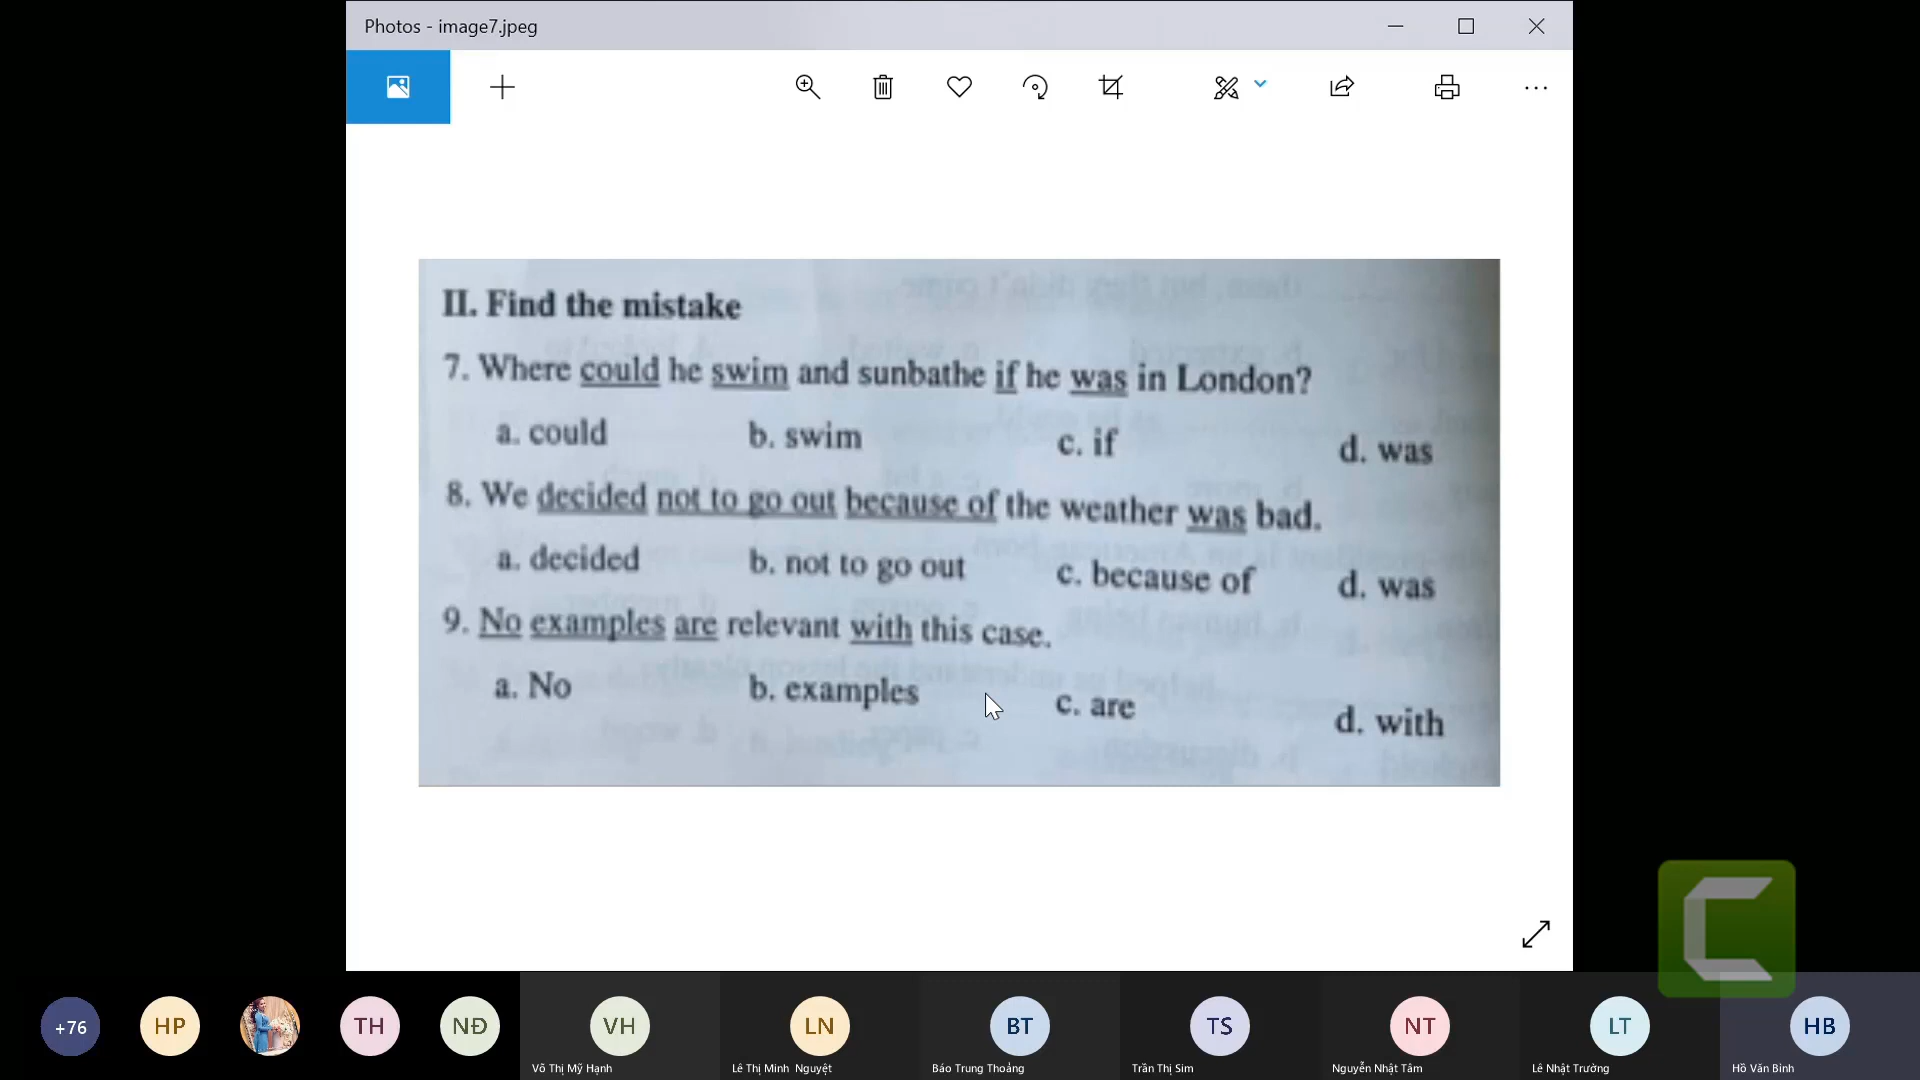 Photos - image7.jpeg
II. Find the mistake
7. Where could he swim and sunbathe if he was in London?
a. could b. swim c. if d. was
8. We decided not to go out because of the weather was bad.
a. decided b. not to go out c. because of d. was
9. No examples are relevant with this case.
a. No b. examples c. are d. with
+76 HP TH NĐ VH LN BT TS NT LT HB
Võ Thị Mỹ Hạnh Lê Thị Minh Nguyệt Báo Trung Thoảng Trần Thị Sim Nguyễn Nhật Tâm Lê Nhật Trường Hồ Văn Bình